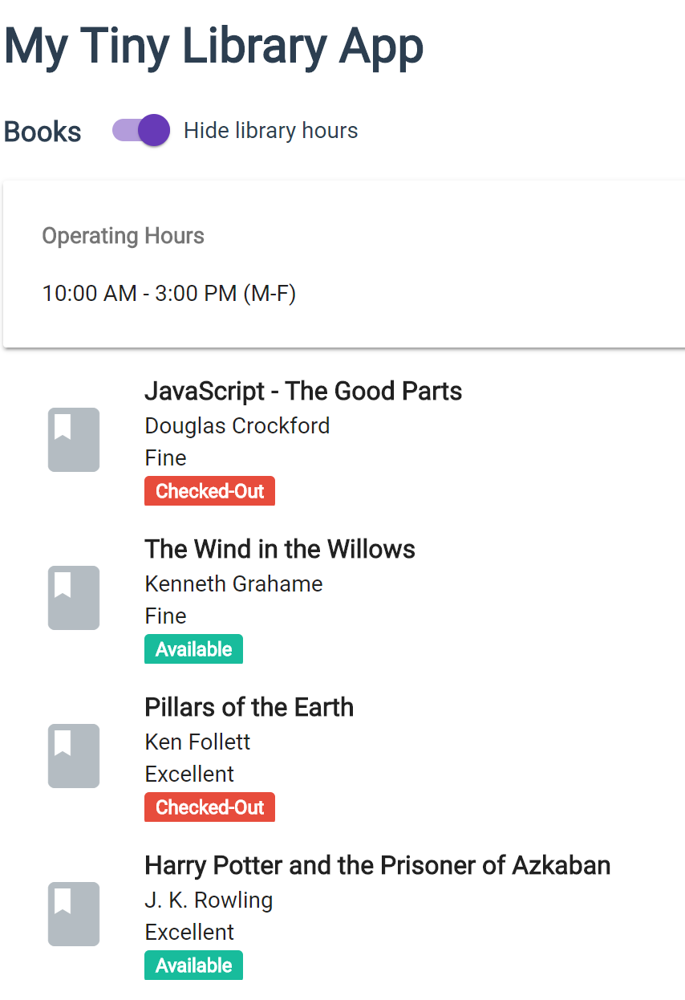 My Tiny Library App
Books Hide library hours
Operating Hours
10:00 AM - 3:00 PM (M-F)
JavaScript - The Good Parts
Douglas Crockford
Fine
Checked-Out
The Wind in the Willows
Kenneth Grahame
Fine
Available
Pillars of the Earth
Ken Follett
Excellent
Checked-Out
Harry Potter and the Prisoner of Azkaban
J. K. Rowling
Excellent
Available